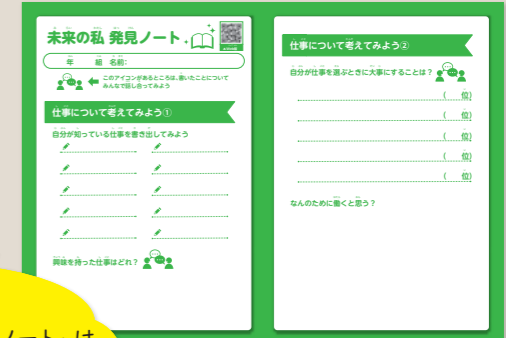 未来の私 発見ノート
年 組 名前:
このアイコンがあるところは、書いたことについて
みんなで話し合ってみよう
仕事について考えてみよう①
自分が知っている仕事を書き出してみよう
興味を持った仕事はどれ？
仕事について考えてみよう②
自分が仕事を選ぶときに大事にすることは？
( 位)
( 位)
( 位)
( 位)
( 位)
なんのために働くと思う？
ノート」は